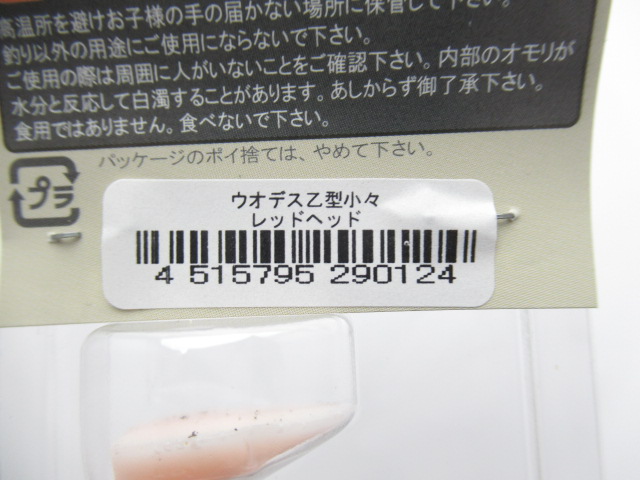 高温所を避けお子様の手の届かない場所に保管して下さい。
釣り以外の用途にご使用にならないで下さい。
ご使用の際は周囲に人がいないことをご確認下さい。内部のオモリが
水分と反応して白濁することがあります。あしからず御了承下さい。
食用ではありません。食べないで下さい。
パッケージのポイ捨ては、やめて下さい。
プラ
ウオデス乙型小々
レッドヘッド
4 515795 290124